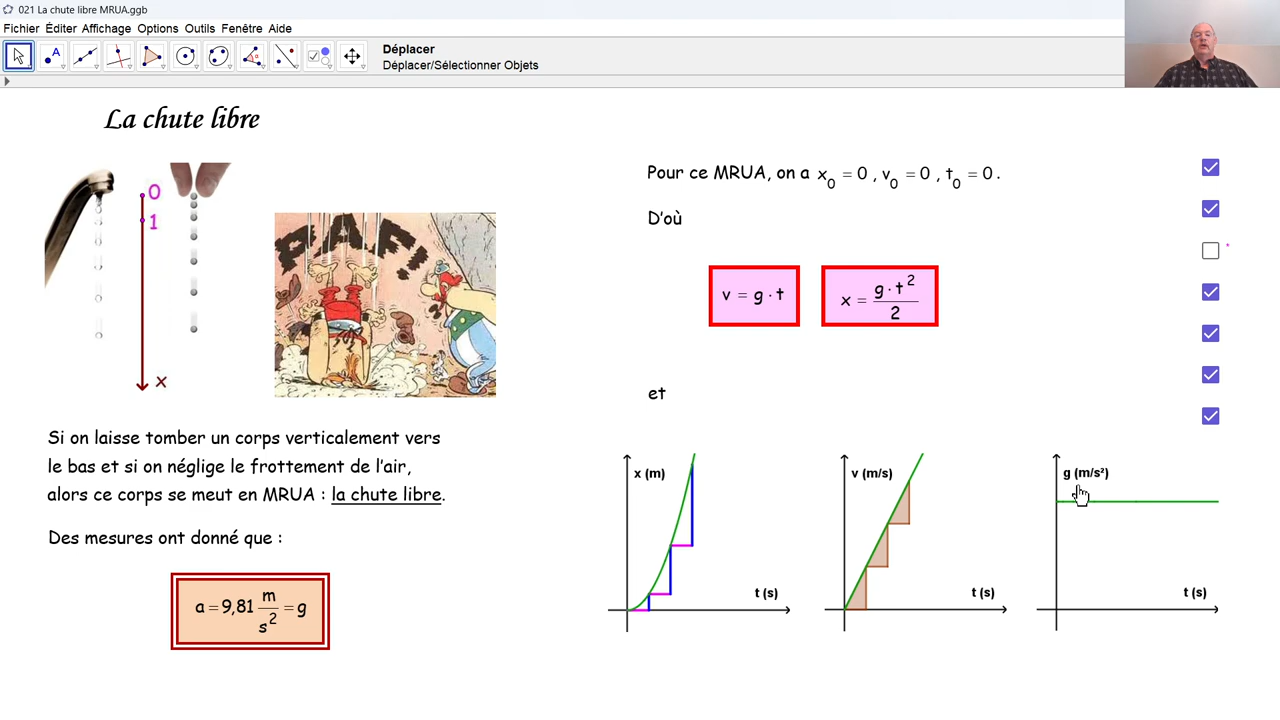 021 La chute libre MRUA.ggb
Fichier Éditer Affichage Options Outils Fenêtre Aide
A
Déplacer
Déplacer/Sélectionner Objets
La chute libre
0
1
x
PAF!
Pour ce MRUA, on a x₀ = 0 , v₀ = 0 , t₀ = 0 .
D'où
v = g · t
x = g · t² / 2
et
Si on laisse tomber un corps verticalement vers
le bas et si on néglige le frottement de l'air,
alors ce corps se meut en MRUA : la chute libre.
Des mesures ont donné que :
a = 9,81 m/s² = g
x (m)
t (s)
v (m/s)
t (s)
g (m/s²)
t (s)